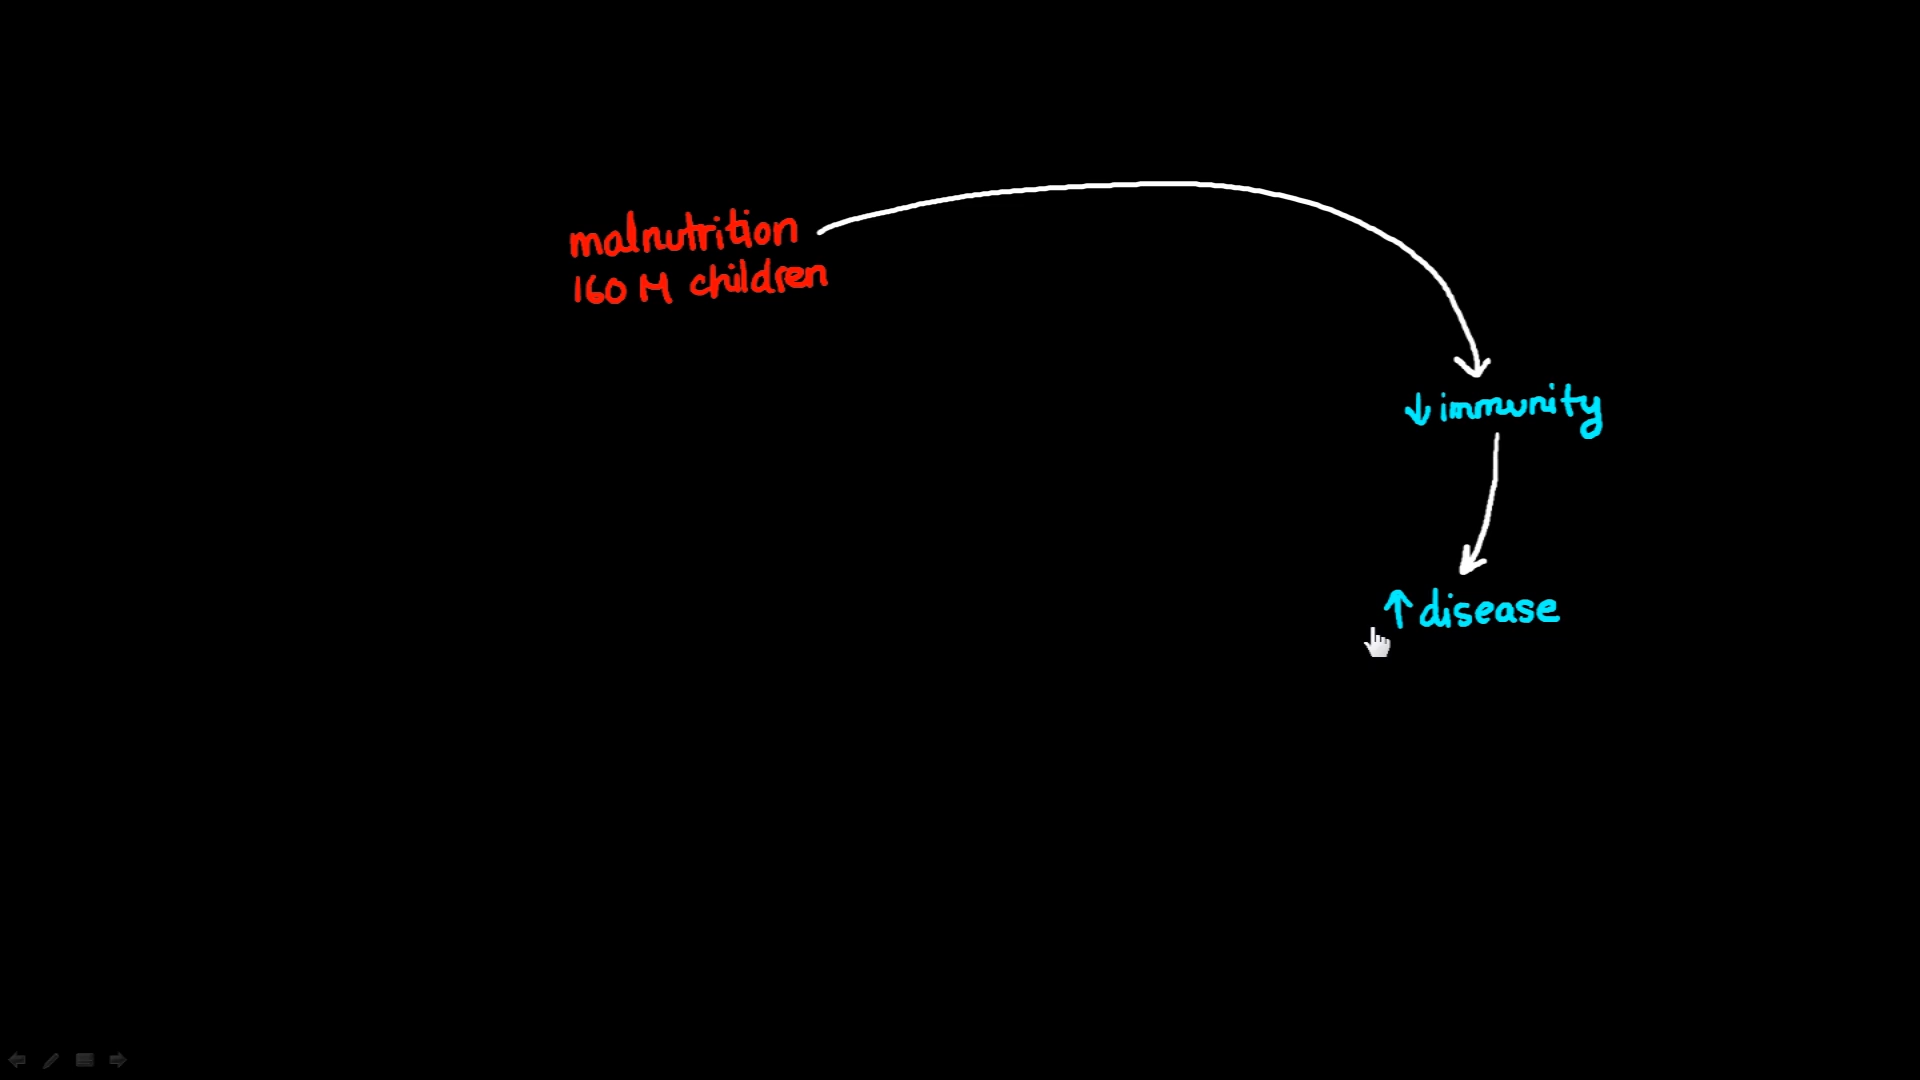 malnutrition
160 M children
↓ immunity
↑ disease